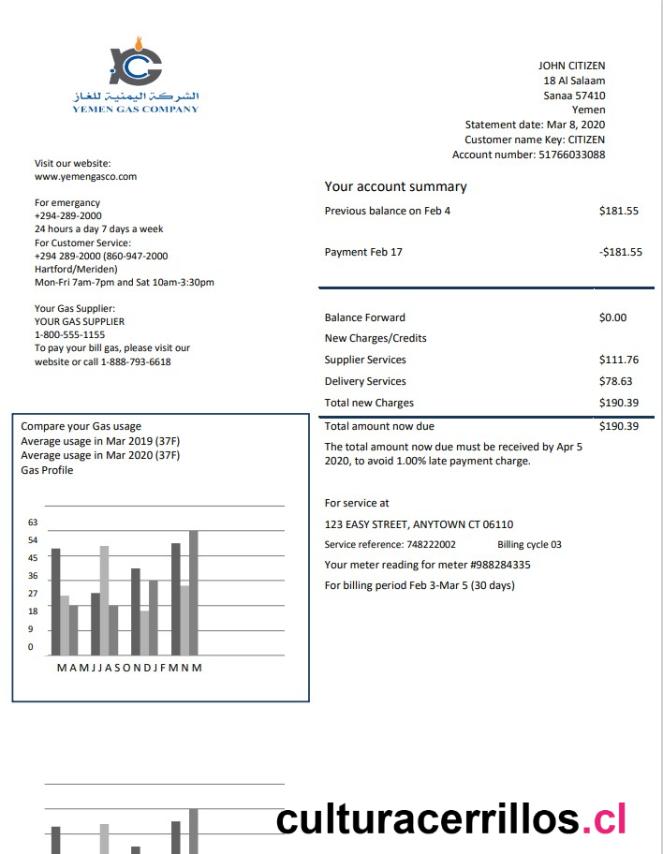 الشركة اليمنية للغاز
YEMEN GAS COMPANY
JOHN CITIZEN
18 Al Salaam
Sanaa 57410
Yemen
Statement date: Mar 8, 2020
Customer name Key: CITIZEN
Account number: 51766033088
Visit our website:
www.yemengasco.com
For emergancy
+294-289-2000
24 hours a day 7 days a week
For Customer Service:
+294 289-2000 (860-947-2000
Hartford/Meriden)
Mon-Fri 7am-7pm and Sat 10am-3:30pm
Your Gas Supplier:
YOUR GAS SUPPLIER
1-800-555-1155
To pay your bill gas, please visit our
website or call 1-888-793-6618
Your account summary
Previous balance on Feb 4 $181.55
Payment Feb 17 -$181.55
Balance Forward $0.00
New Charges/Credits
Supplier Services $111.76
Delivery Services $78.63
Total new Charges $190.39
Total amount now due $190.39
The total amount now due must be received by Apr 5
2020, to avoid 1.00% late payment charge.
For service at
123 EASY STREET, ANYTOWN CT 06110
Service reference: 748222002 Billing cycle 03
Your meter reading for meter #988284335
For billing period Feb 3-Mar 5 (30 days)
Compare your Gas usage
Average usage in Mar 2019 (37F)
Average usage in Mar 2020 (37F)
Gas Profile
63
54
45
36
27
18
9
0
M A M J J A S O N D J F M N M
culturacerrillos.cl